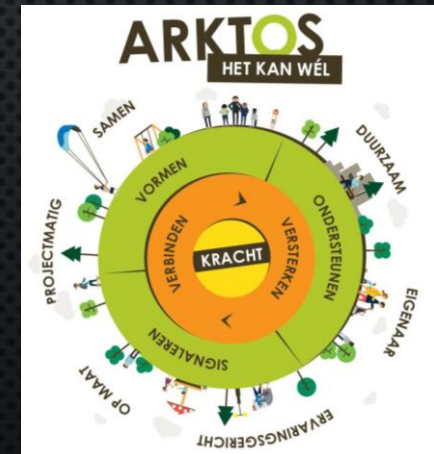 ARKTOS
HET KAN WÉL
SAMEN
DUURZAAM
VORMEN
ONDERSTEUNEN
VERBINDEN
VERSTERKEN
KRACHT
PROJECTMATIG
EIGENAAR
SIGNALEREN
OP MAAT
ERVARINGSGERICHT